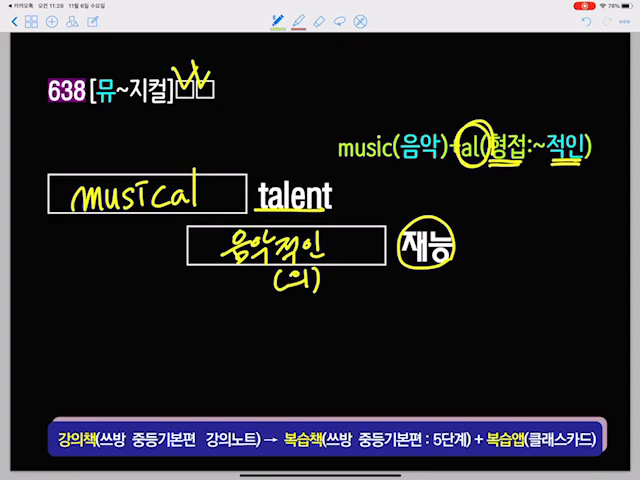 카카오톡 오전 11:28 11월 6일 수요일 78%
638 [뮤~지컬]
music(음악)+al(형접:~적인)
musical talent
음악적인 재능
(의)
강의책(쓰방 중등기본편 강의노트) → 복습책(쓰방 중등기본편 : 5단계) + 복습앱(클래스카드)